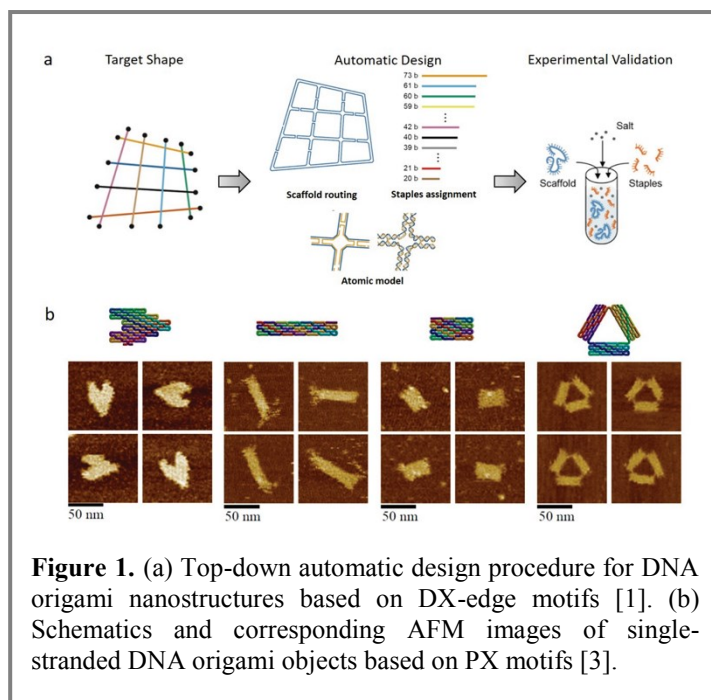 a
Target Shape
Automatic Design
Experimental Validation
73 b
61 b
60 b
59 b
42 b
40 b
39 b
21 b
20 b
Salt
Scaffold
Staples
Scaffold routing
Staples assignment
Atomic model
b
50 nm
50 nm
50 nm
50 nm
Figure 1. (a) Top-down automatic design procedure for DNA
origami nanostructures based on DX-edge motifs [1]. (b)
Schematics and corresponding AFM images of single-
stranded DNA origami objects based on PX motifs [3].